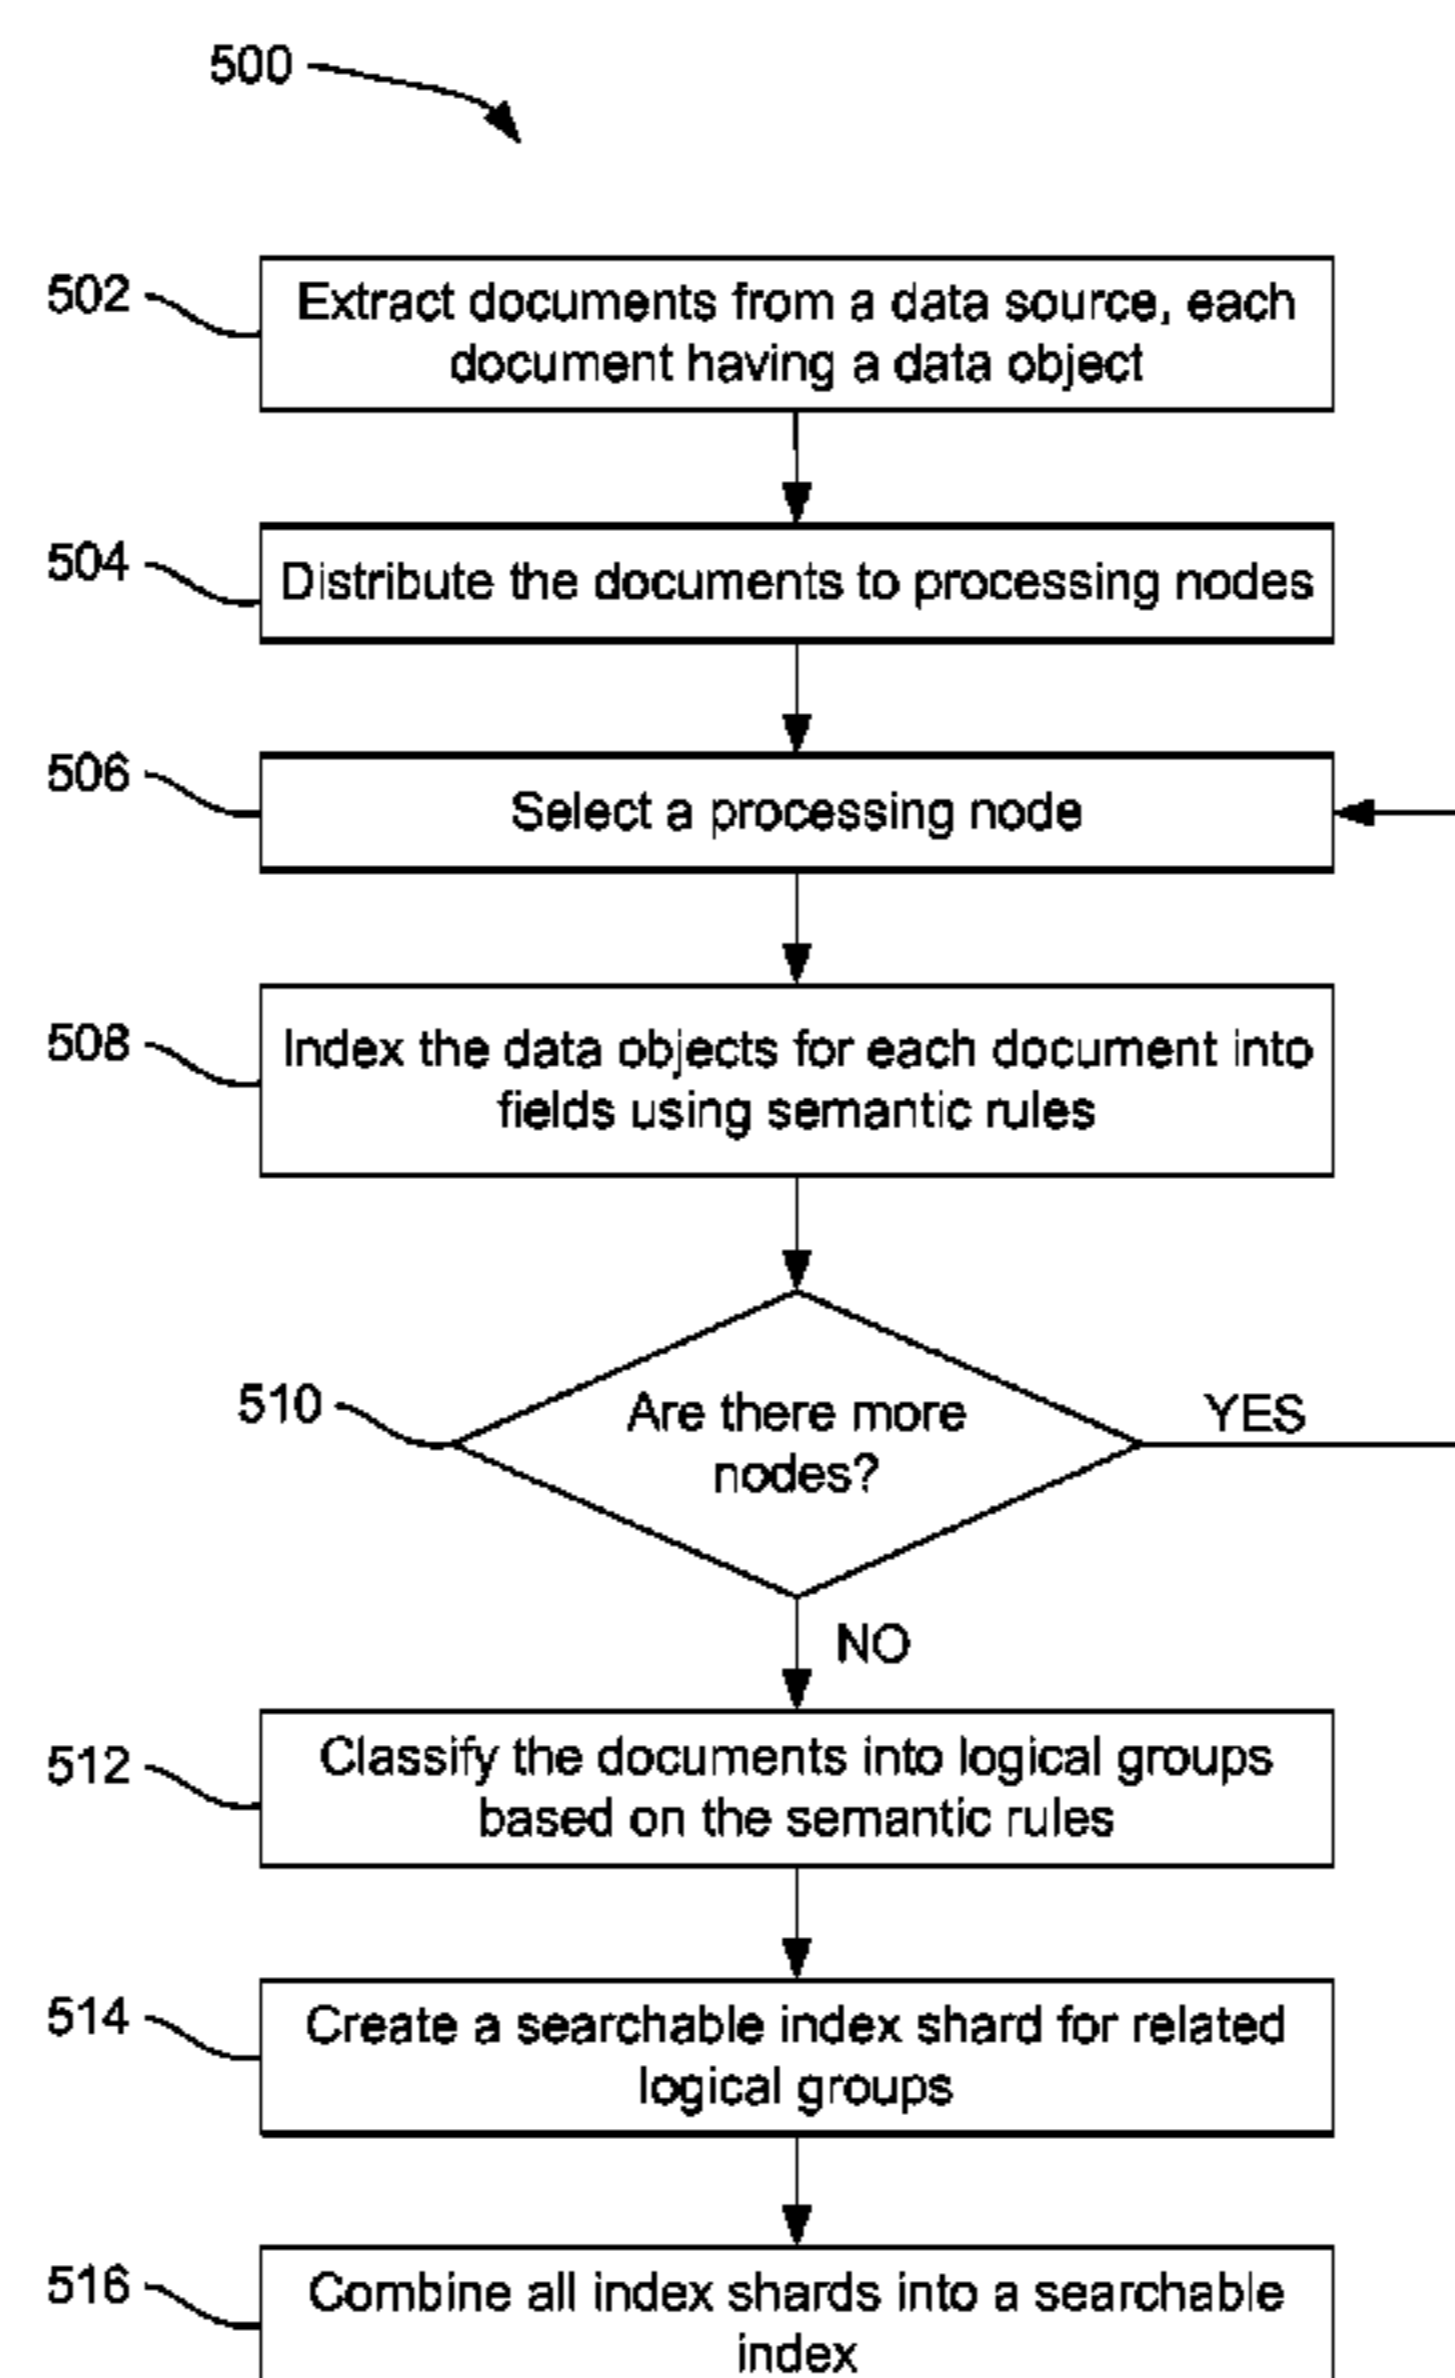 500
502
Extract documents from a data source, each
document having a data object
504
Distribute the documents to processing nodes
506
Select a processing node
508
Index the data objects for each document into
fields using semantic rules
510
Are there more
nodes?
YES
NO
512
Classify the documents into logical groups
based on the semantic rules
514
Create a searchable index shard for related
logical groups
516
Combine all index shards into a searchable
index